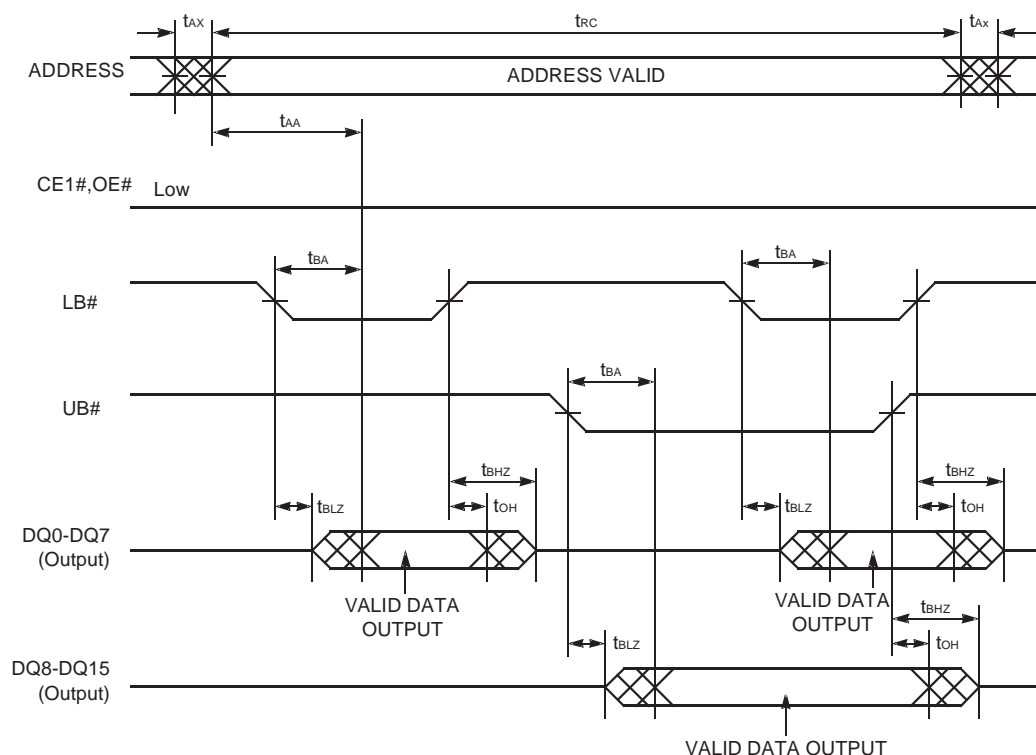 tAX tRC tAx
ADDRESS ADDRESS VALID
tAA
CE1#,OE# Low
tBA tBA
LB#
tBA
UB#
tBHZ tBHZ
tBLZ tOH tBLZ tOH
DQ0-DQ7
(Output)
VALID DATA
OUTPUT
VALID DATA
OUTPUT
tBHZ
tBLZ tOH
DQ8-DQ15
(Output)
VALID DATA OUTPUT